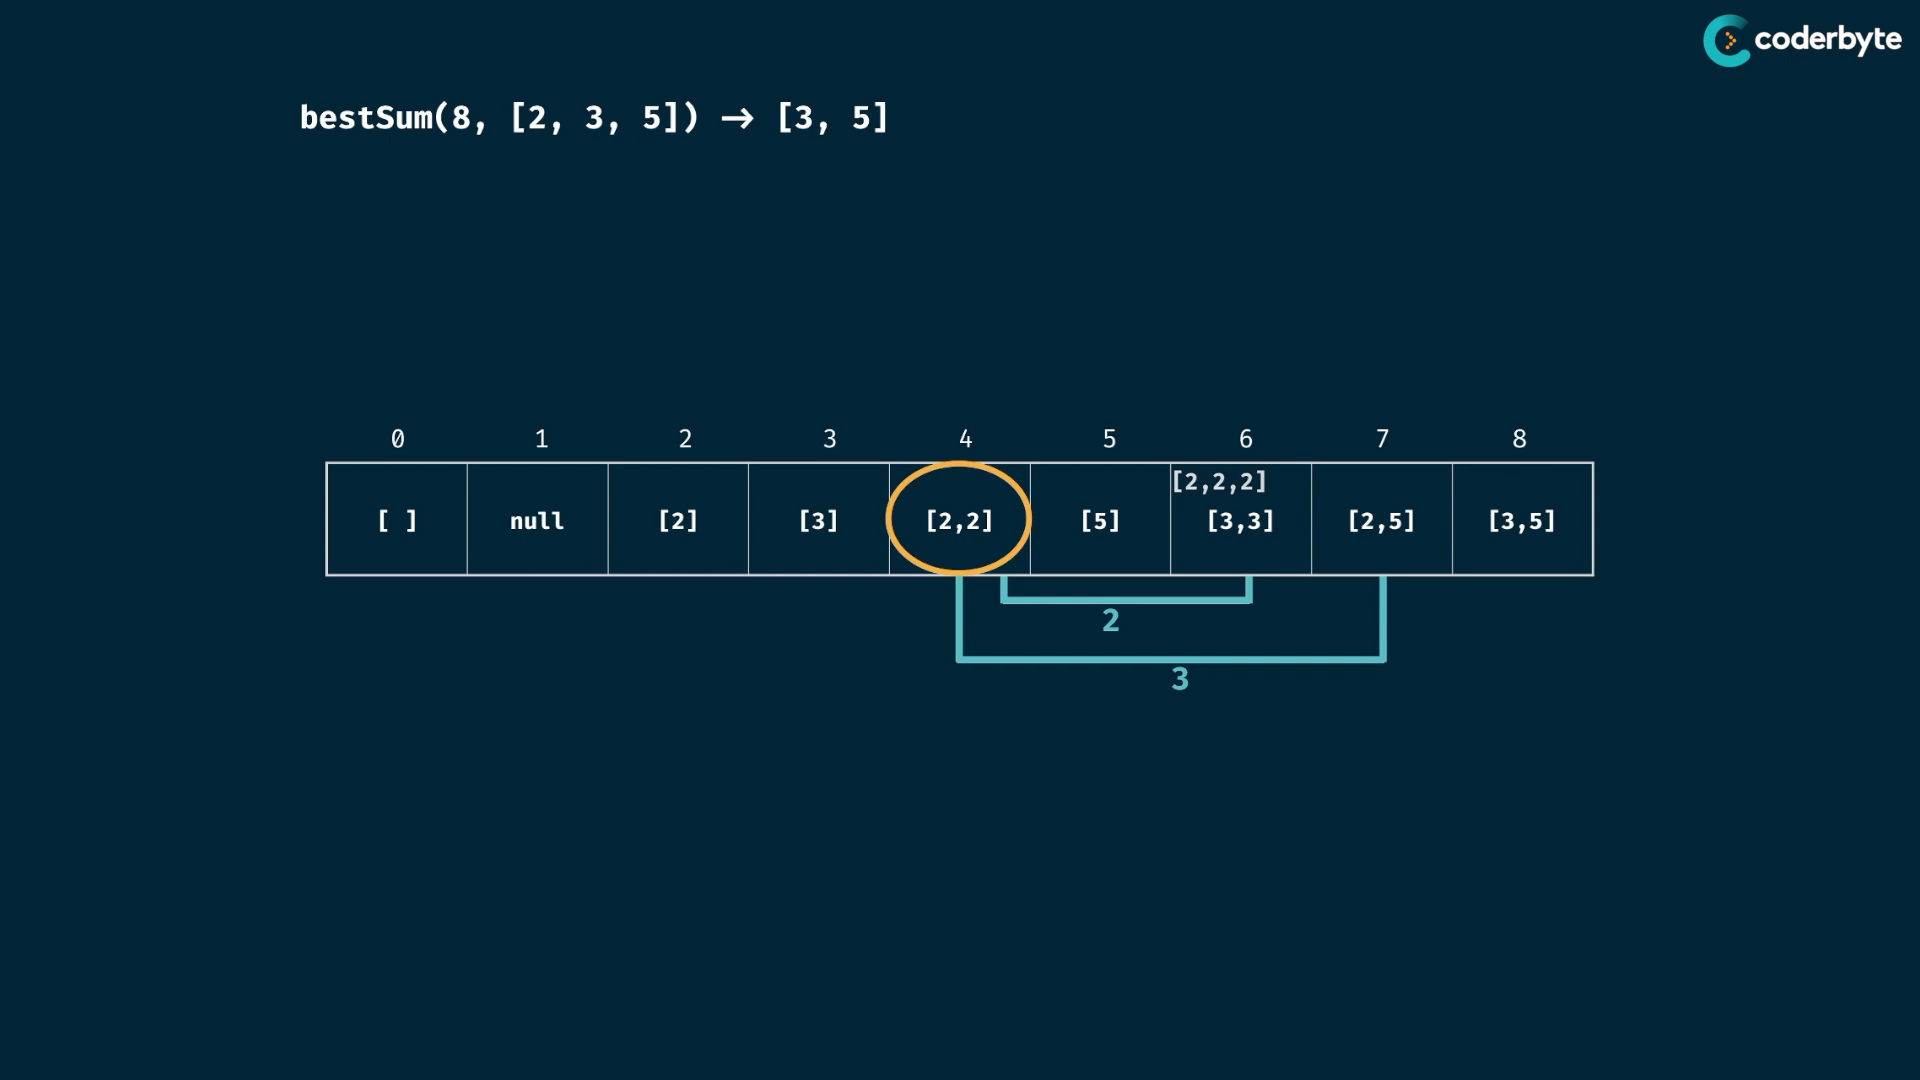 coderbyte
bestSum(8, [2, 3, 5]) → [3, 5]
0 1 2 3 4 5 6 7 8
[2,2,2]
[ ] null [2] [3] [2,2] [5] [3,3] [2,5] [3,5]
2
3